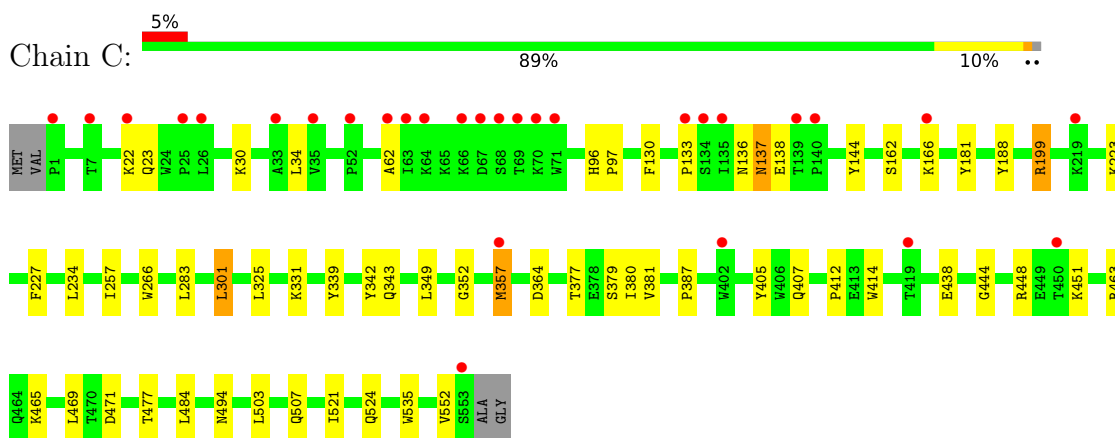 5%
Chain C:
89% 10% ••
MET VAL P1 T7 K22 Q23 W24 P25 L26 K30 A33 L34 V35 P52 A62 I63 K64 K65 K66 D67 S68 T69 K70 W71 H96 P97 F130 P133 S134 I135 N136 N137 E138 T139 P140 Y144 S162 K166 Y181 Y188 R199 K219 K223
F227 L234 I257 W266 L283 L301 L325 K331 Y339 Y342 Q343 L349 G352 M357 D364 T377 E378 S379 I380 V381 P387 W402 Y405 W406 Q407 P412 E413 W414 T419 E438 G444 R448 E449 T450 K451 R463
Q464 K465 L469 T470 D471 T477 L484 N494 L503 Q507 I521 Q524 W535 V552 S553 ALA GLY